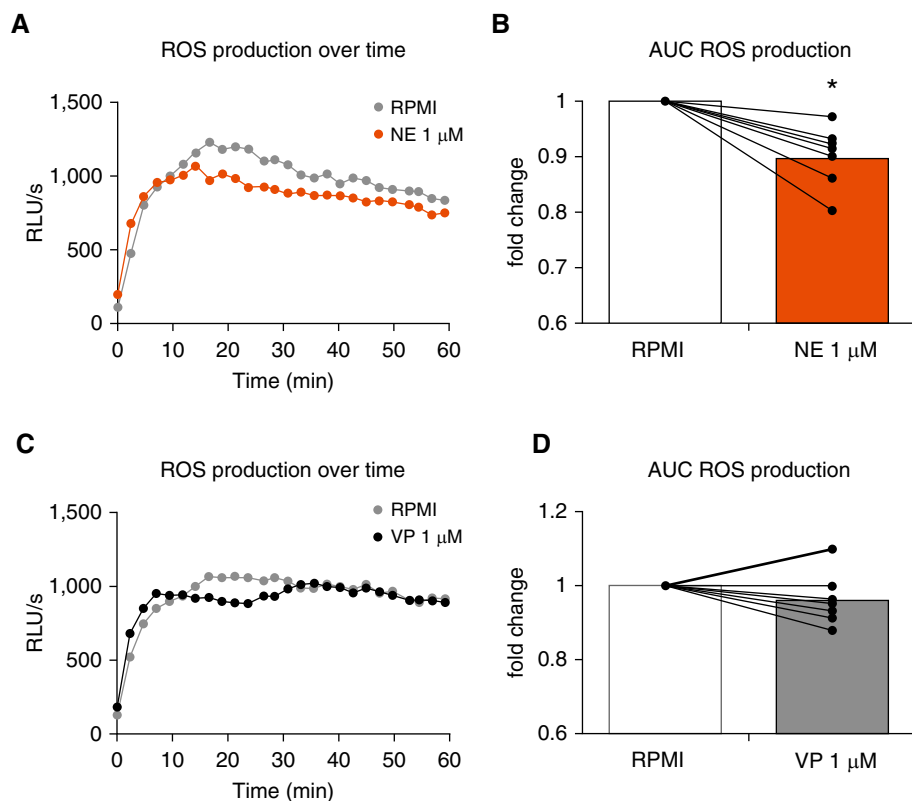 A
ROS production over time
1,500
1,000
500
0
RLU/s
RPMI
NE 1 μM
0 10 20 30 40 50 60
Time (min)
B
AUC ROS production
*
1
0.9
0.8
0.7
0.6
fold change
RPMI NE 1 μM
C
ROS production over time
1,500
1,000
500
0
RLU/s
RPMI
VP 1 μM
0 10 20 30 40 50 60
Time (min)
D
AUC ROS production
1.2
1
0.8
0.6
fold change
RPMI VP 1 μM